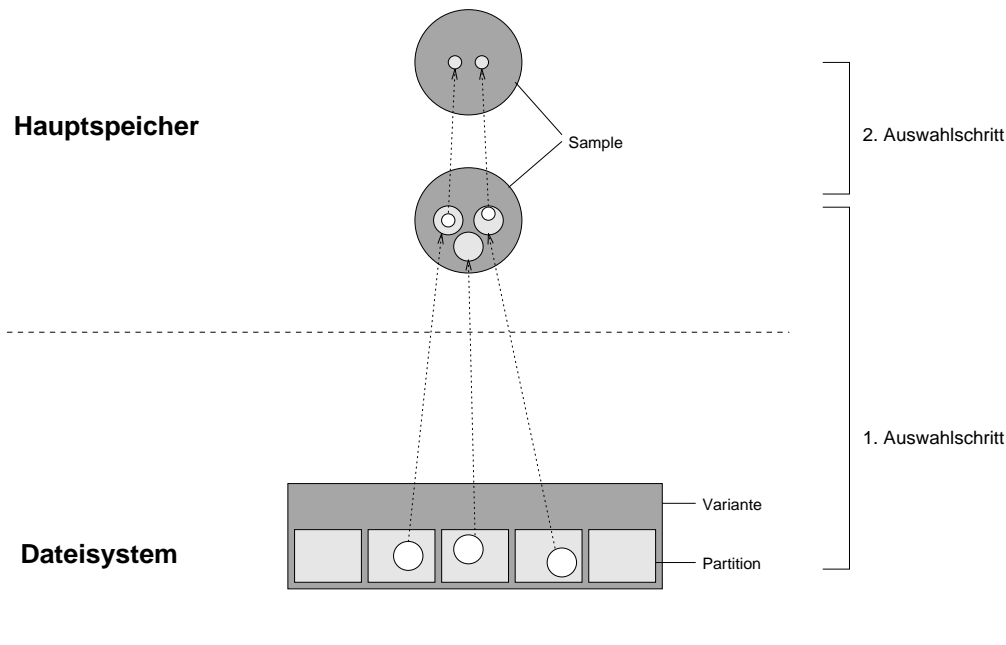 Hauptspeicher
Sample
2. Auswahlschritt
1. Auswahlschritt
Variante
Dateisystem
Partition